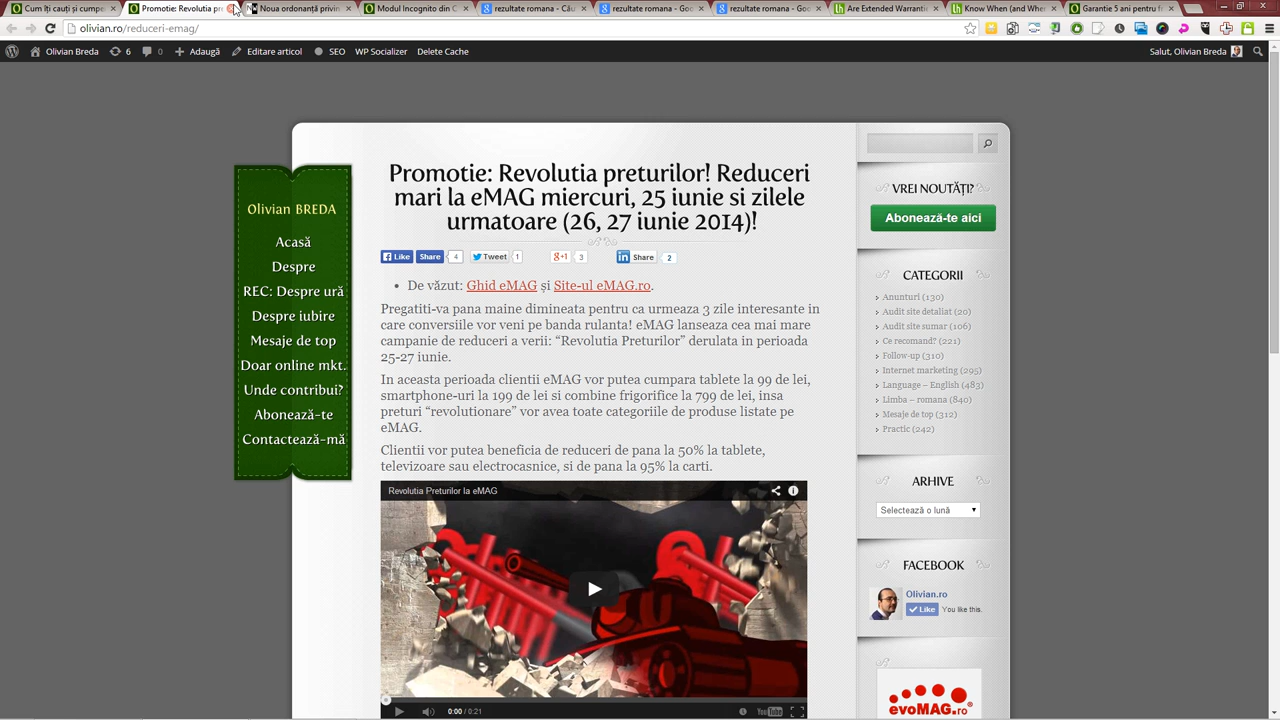 Cum îți cauți și cumpe
Promotie: Revolutia pre
Noua ordonanță privin
Modul Incognito din C
rezultate romana - Cău
rezultate romana - Goo
rezultate romana - Goo
Are Extended Warrantie
Know When (and When
Garantie 5 ani pentru f
olivian.ro/reduceri-emag/
Olivian Breda 6 0 Adaugă Editare articol SEO WP Socializer Delete Cache
Salut, Olivian Breda
Olivian BREDA
Acasă
Despre
REC: Despre ură
Despre iubire
Mesaje de top
Doar online mkt.
Unde contribui?
Abonează-te
Contactează-mă
Promotie: Revolutia preturilor! Reduceri
mari la eMAG miercuri, 25 iunie si zilele
urmatoare (26, 27 iunie 2014)!
Like Share 4 Tweet 1 +1 3 Share 2
De văzut: Ghid eMAG și Site-ul eMAG.ro.
Pregatiti-va pana maine dimineata pentru ca urmeaza 3 zile interesante in
care conversiile vor veni pe banda rulanta! eMAG lanseaza cea mai mare
campanie de reduceri a verii: “Revolutia Preturilor” derulata in perioada
25-27 iunie.
In aceasta perioada clientii eMAG vor putea cumpara tablete la 99 de lei,
smartphone-uri la 199 de lei si combine frigorifice la 799 de lei, insa
preturi “revolutionare” vor avea toate categoriile de produse listate pe
eMAG.
Clientii vor putea beneficia de reduceri de pana la 50% la tablete,
televizoare sau electrocasnice, si de pana la 95% la carti.
Revolutia Preturilor la eMAG
0:00 / 0:21
YouTube
VREI NOUTĂȚI?
Abonează-te aici
CATEGORII
Anunturi (130)
Audit site detaliat (20)
Audit site sumar (106)
Ce recomand? (221)
Follow-up (310)
Internet marketing (295)
Language – English (483)
Limba – romana (840)
Mesaje de top (312)
Practic (242)
ARHIVE
Selectează o lună
FACEBOOK
Olivian.ro
Like You like this.
evoMAG.ro®